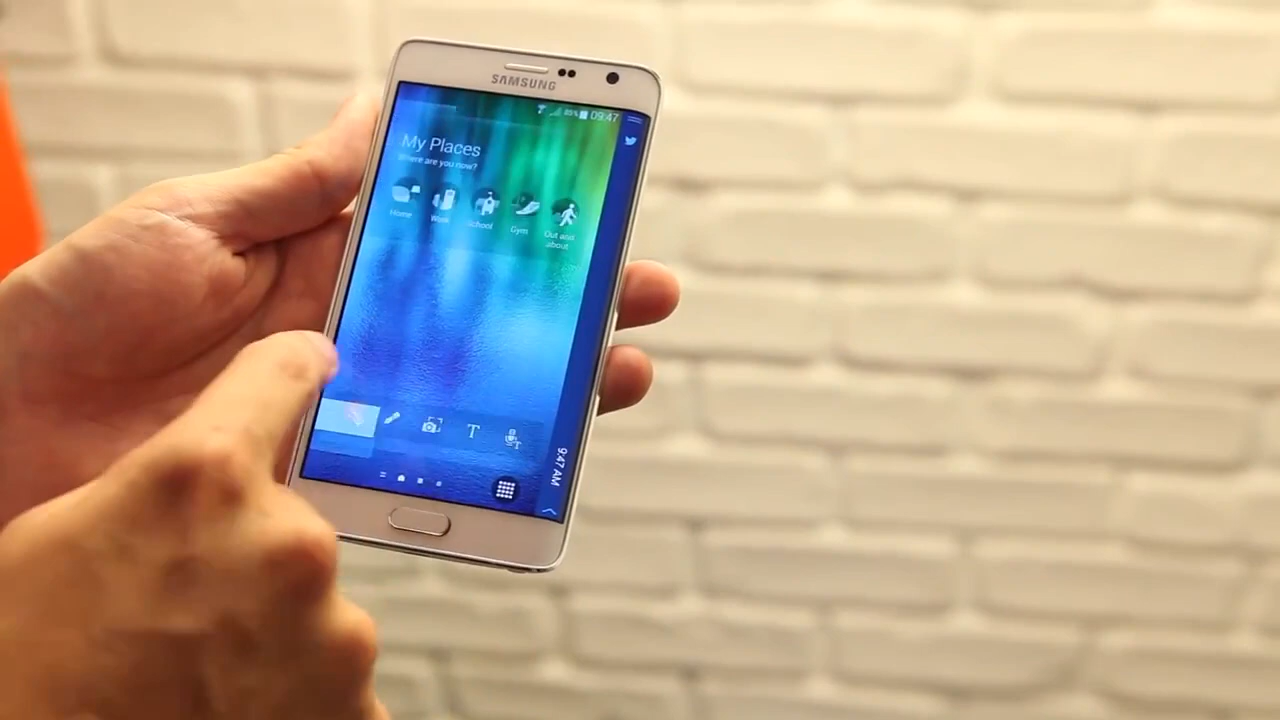 SAMSUNG
85% 09:47
My Places
Where are you now?
Home Work School Gym Out and about
T
T
9:47 AM